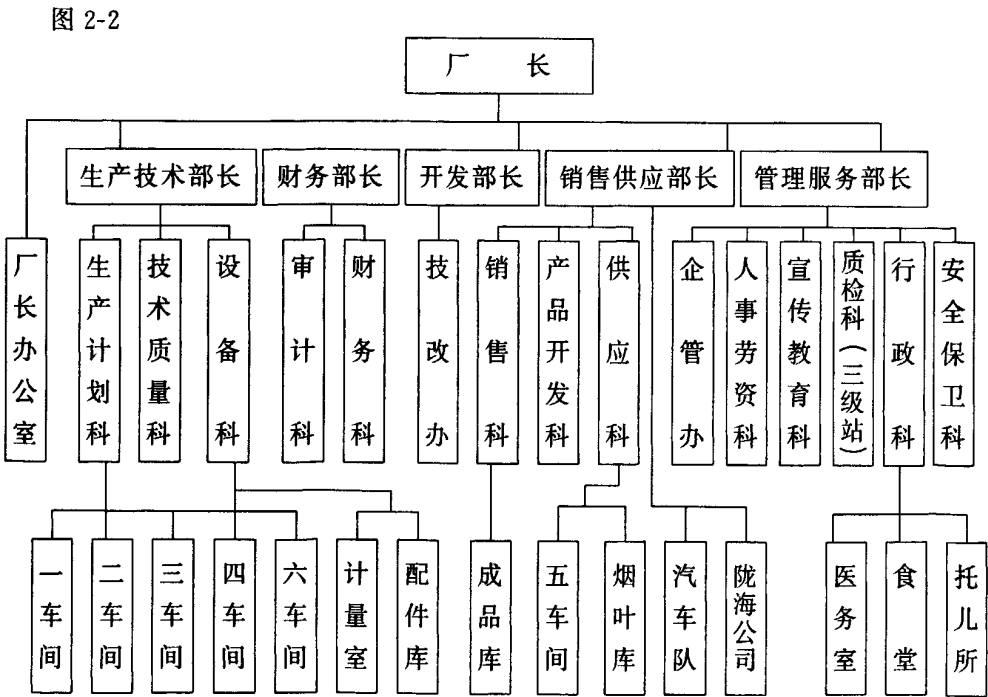 图 2-2
厂 长
生产技术部长
财务部长
开发部长
销售供应部长
管理服务部长
厂长办公室
生产计划科
技术质量科
设备科
审计科
财务科
技改办
销售科
产品开发科
供应科
企管办
人事劳资科
宣传教育科
质检科(三级站)
行政科
安全保卫科
一车间
二车间
三车间
四车间
六车间
计量室
配件库
成品库
五车间
烟叶库
汽车队
陇海公司
医务室
食堂
托儿所